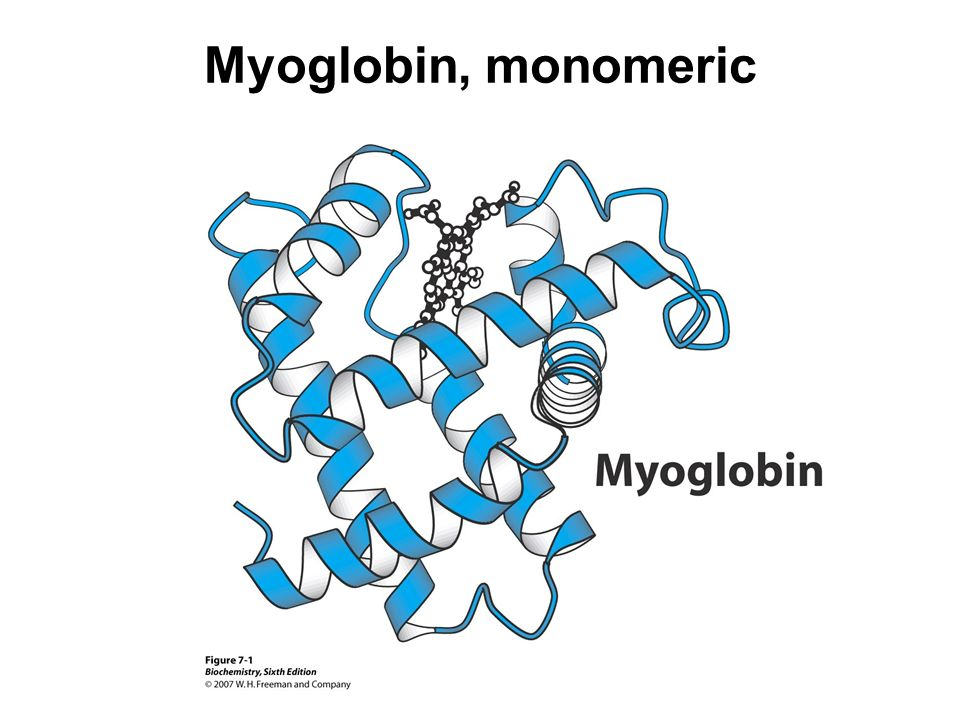 Myoglobin, monomeric
Myoglobin
Figure 7-1
Biochemistry, Sixth Edition
© 2007 W. H. Freeman and Company